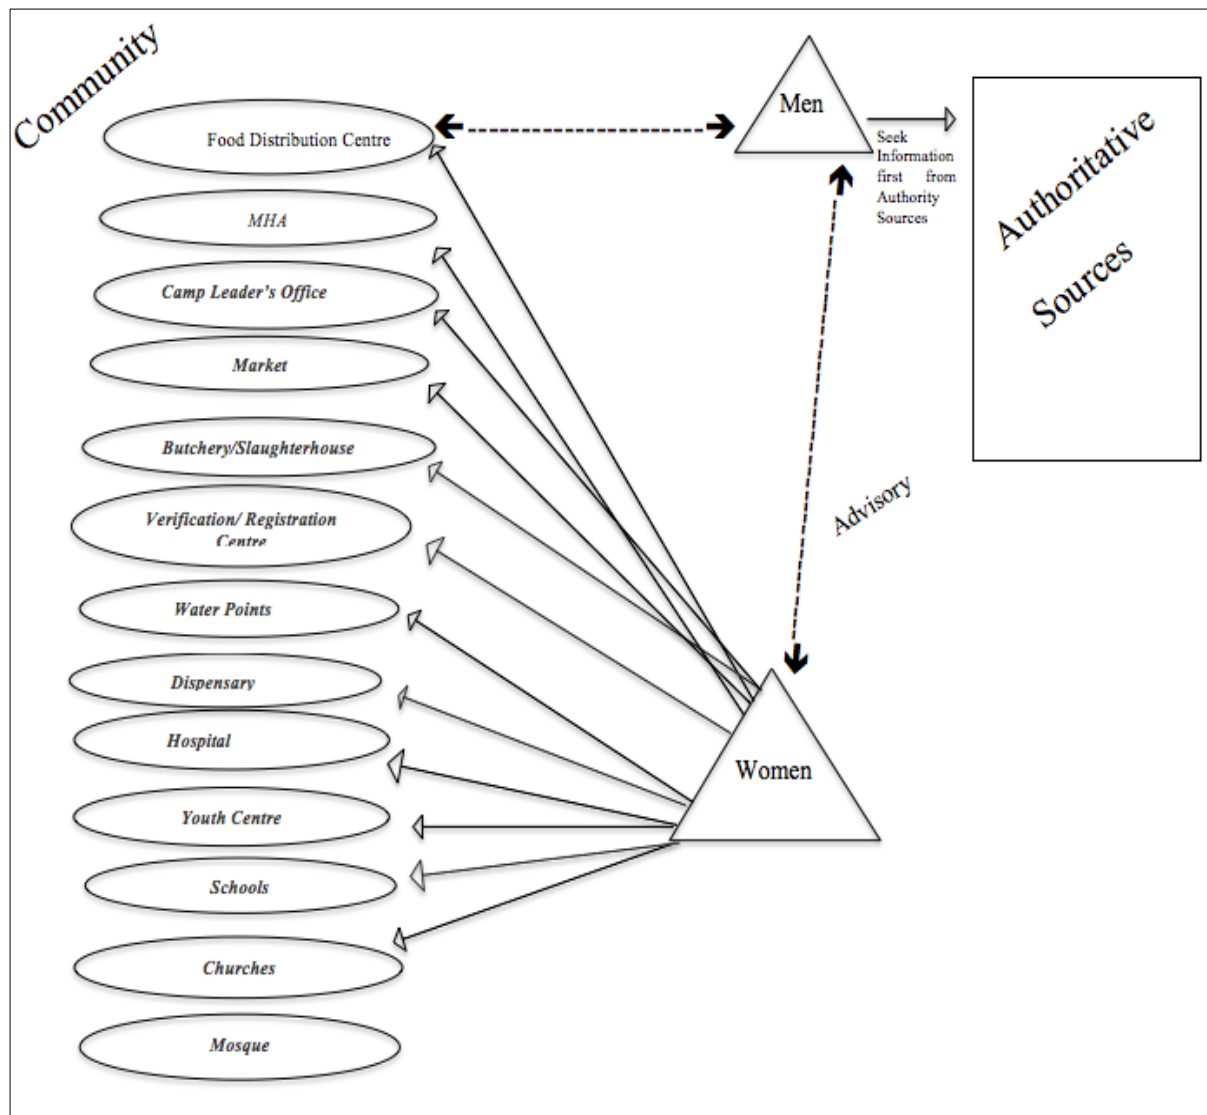 Community
Food Distribution Centre
MHA
Camp Leader's Office
Market
Butchery/Slaughterhouse
Verification/ Registration
Centre
Water Points
Dispensary
Hospital
Youth Centre
Schools
Churches
Mosque
Men
Seek
Information
first from
Authority
Sources
Authoritative
Sources
Advisory
Women